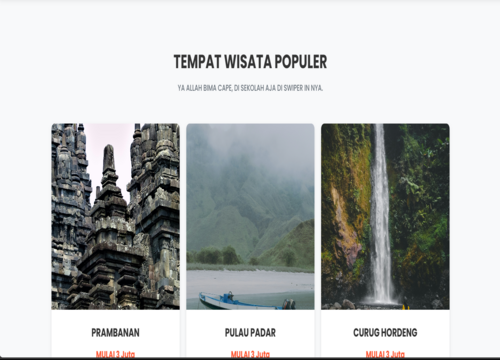 TEMPAT WISATA POPULER
YA ALLAH BIMA CAPE, DI SEKOLAH AJA DI SWIPER IN NYA.
PRAMBANAN
PULAU PADAR
CURUG HORDENG
MULAI 3 Juta
MULAI 3 Juta
MULAI 3 Juta